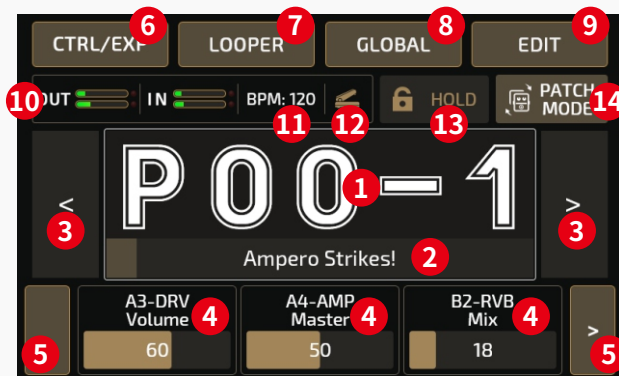 6 7 8 9
CTRL/EXP LOOPER GLOBAL EDIT
10 OUT IN BPM: 120 HOLD PATCH MODE 14
11 12 13
P00-1
1
< >
3 3
Ampero Strikes! 2
A3-DRV Volume 4 A4-AMP Master 4 B2-RVB Mix 4
60 50 18
5 > 5